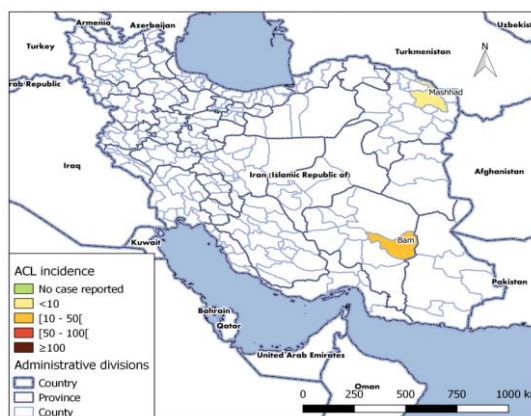 Armenia
Azerbaijan
Uzbekist
Turkey
Turkmenistan
N
Mashhad
rab Republic
Iraq
Iran (Islamic Republic of)
Afghanistan
Kuwait
Bam
Pakistan
Bahrain
Qatar
United Arab Emirates
Oman
ACL incidence
No case reported
<10
[10 - 50[
[50 - 100[
≥100
Administrative divisions
Country
Province
County
0 250 500 750 1000 km